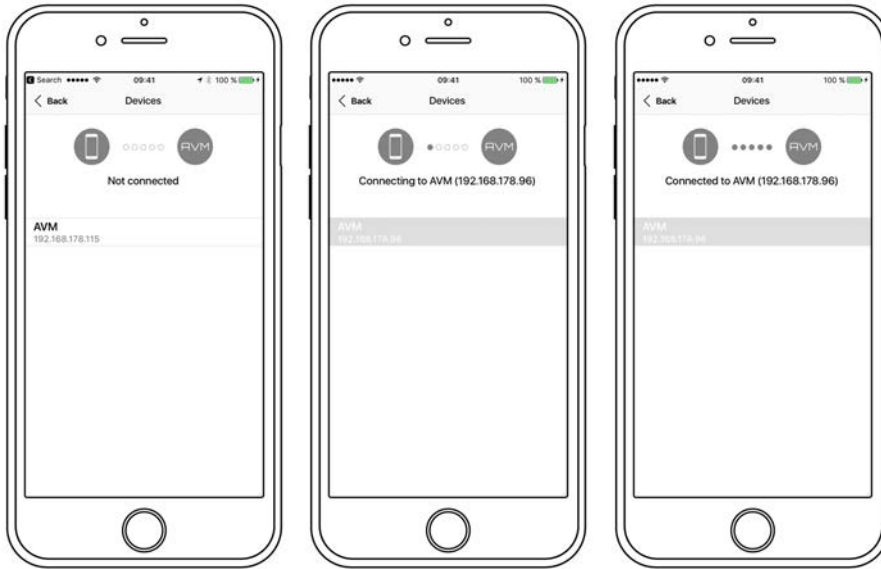 Search 09:41 100 %
Back Devices
AVM
Not connected
AVM
192.168.178.115
09:41 100 %
Back Devices
AVM
Connecting to AVM (192.168.178.96)
AVM
192.168.178.96
09:41 100 %
Back Devices
AVM
Connected to AVM (192.168.178.96)
AVM
192.168.178.96